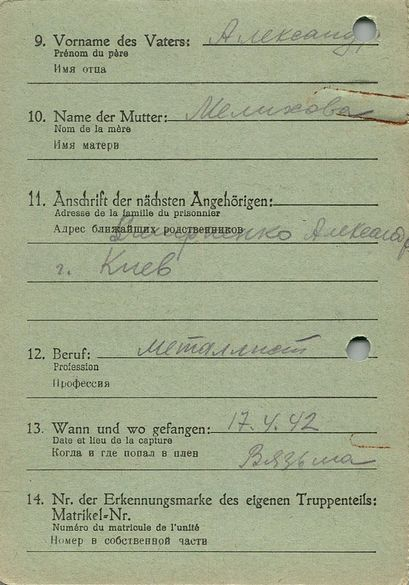 9. Vorname des Vaters: Александр
Prénom du père
Имя отца
10. Name der Mutter: Мелихова
Nom de la mère
Имя матери
11. Anschrift der nächsten Angehörigen:
Adresse de la famille du prisonnier
Адрес ближайших родственников
Александр
г. Киев
12. Beruf: металлист
Profession
Профессия
13. Wann und wo gefangen: 17.4.42
Date et lieu de la capture
Когда и где попал в плен Вязьма
14. Nr. der Erkennungsmarke des eigenen Truppenteils:
Matrikel-Nr.
Numéro du matricule de l'unité
Номер в собственной части